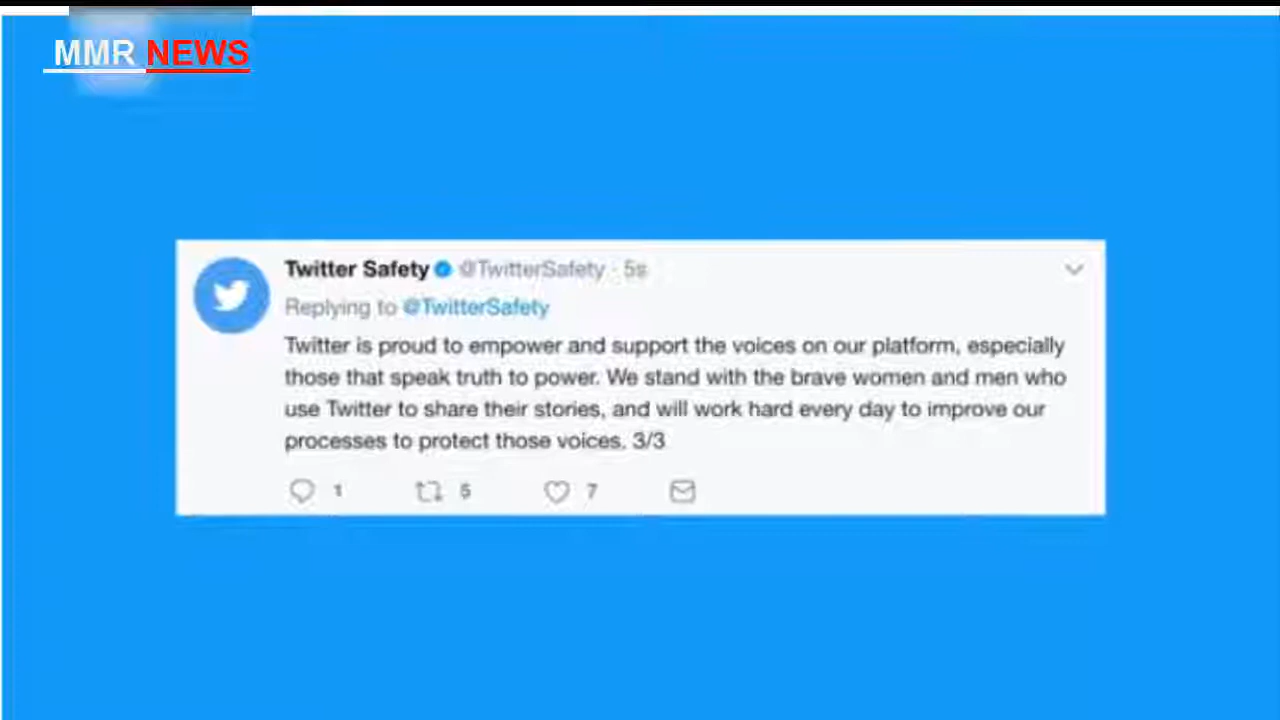 MMR NEWS
Twitter Safety @TwitterSafety · 5s
Replying to @TwitterSafety
Twitter is proud to empower and support the voices on our platform, especially
those that speak truth to power. We stand with the brave women and men who
use Twitter to share their stories, and will work hard every day to improve our
processes to protect those voices. 3/3
1 5 7